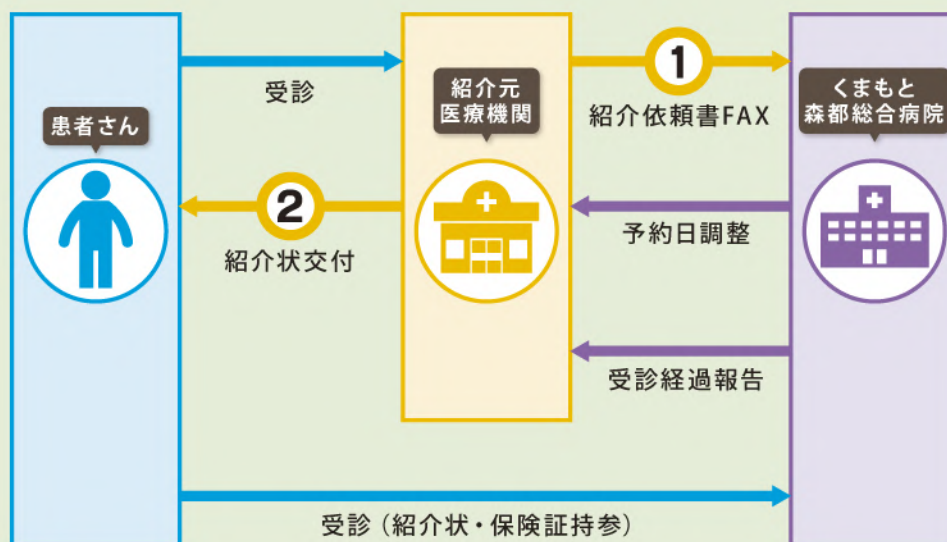 患者さん
受診
紹介元
医療機関
1
紹介依頼書FAX
くまもと
森都総合病院
2
紹介状交付
予約日調整
受診経過報告
受診（紹介状・保険証持参）